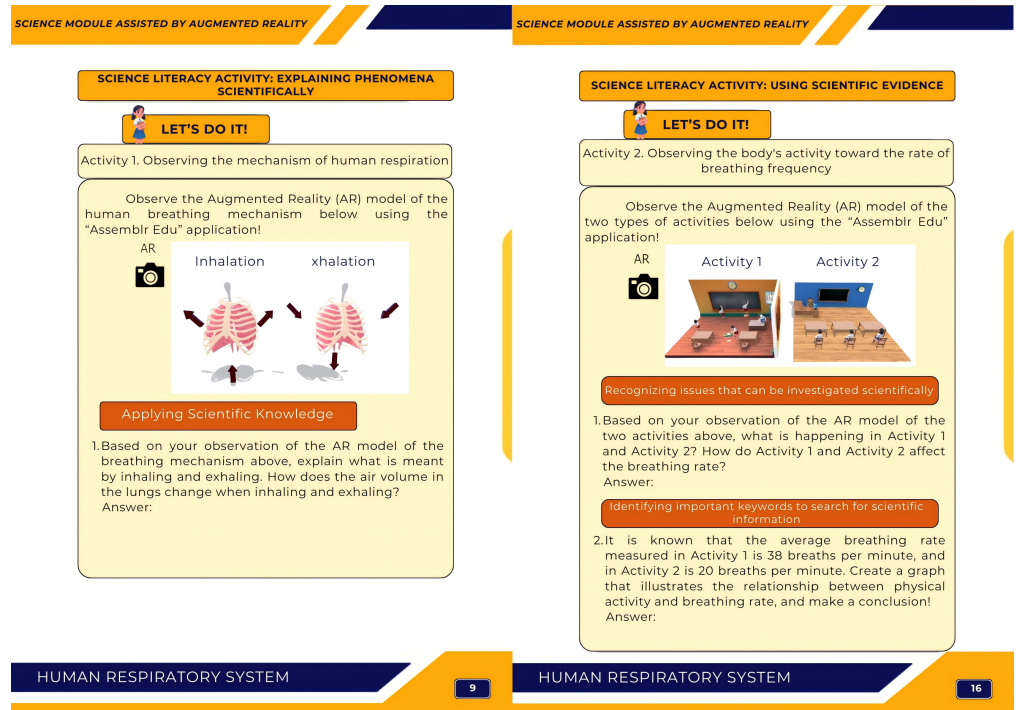 SCIENCE MODULE ASSISTED BY AUGMENTED REALITY
SCIENCE LITERACY ACTIVITY: EXPLAINING PHENOMENA
SCIENTIFICALLY
LET'S DO IT!
Activity 1. Observing the mechanism of human respiration
Observe the Augmented Reality (AR) model of the
human breathing mechanism below using the
“Assemblr Edu” application!
AR
Inhalation
xhalation
Applying Scientific Knowledge
1. Based on your observation of the AR model of the
breathing mechanism above, explain what is meant
by inhaling and exhaling. How does the air volume in
the lungs change when inhaling and exhaling?
Answer:
HUMAN RESPIRATORY SYSTEM
9
SCIENCE MODULE ASSISTED BY AUGMENTED REALITY
SCIENCE LITERACY ACTIVITY: USING SCIENTIFIC EVIDENCE
LET'S DO IT!
Activity 2. Observing the body's activity toward the rate of
breathing frequency
Observe the Augmented Reality (AR) model of the
two types of activities below using the “Assemblr Edu”
application!
AR
Activity 1
Activity 2
Recognizing issues that can be investigated scientifically
1. Based on your observation of the AR model of the
two activities above, what is happening in Activity 1
and Activity 2? How do Activity 1 and Activity 2 affect
the breathing rate?
Answer:
Identifying important keywords to search for scientific
information
2. It is known that the average breathing rate
measured in Activity 1 is 38 breaths per minute, and
in Activity 2 is 20 breaths per minute. Create a graph
that illustrates the relationship between physical
activity and breathing rate, and make a conclusion!
Answer:
HUMAN RESPIRATORY SYSTEM
16